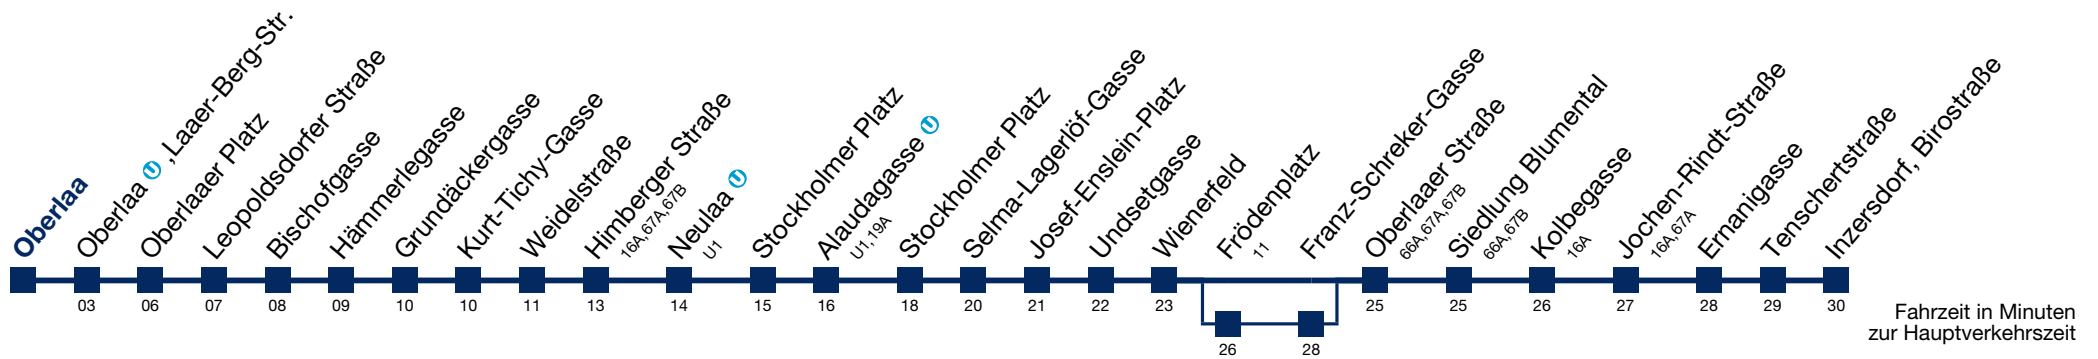 Oberlaa
Oberlaa U, Laaer-Berg-Str.
03
Oberlaaer Platz
06
Leopoldsdorfer Straße
07
Bischofgasse
08
Hämmerlegasse
09
Grundäckergasse
10
Kurt-Tichy-Gasse
10
Weidelstraße
11
Himberger Straße
16A,67A,67B
13
Neulaa U
U1
14
Stockholmer Platz
15
Alaudagasse U
U1,19A
16
Stockholmer Platz
18
Selma-Lagerlöf-Gasse
20
Josef-Enslein-Platz
21
Undsetgasse
22
Wienerfeld
23
Frödenplatz
11
26
Franz-Schreker-Gasse
28
Oberlaaer Straße
66A,67A,67B
25
Siedlung Blumental
66A,67B
25
Kolbegasse
16A
26
Jochen-Rindt-Straße
16A,67A
27
Ernanigasse
28
Tenschertstraße
29
Inzersdorf, Birostraße
30
Fahrzeit in Minuten
zur Hauptverkehrszeit